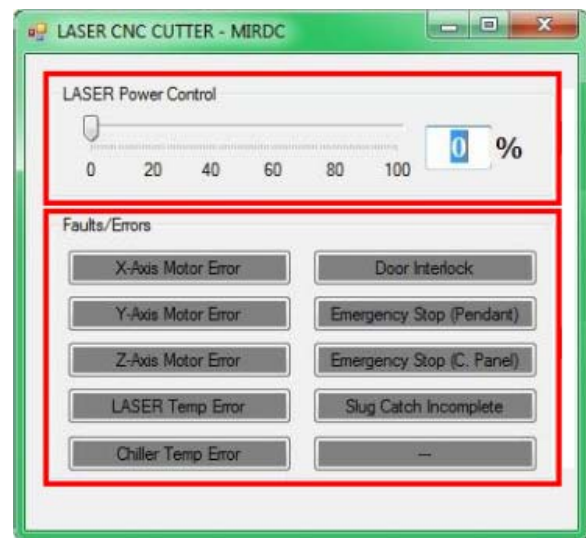 LASER CNC CUTTER - MIRDC
LASER Power Control
0 20 40 60 80 100
0 %
Faults/Errors
X-Axis Motor Error
Door Interlock
Y-Axis Motor Error
Emergency Stop (Pendant)
Z-Axis Motor Error
Emergency Stop (C. Panel)
LASER Temp Error
Slug Catch Incomplete
Chiller Temp Error
---